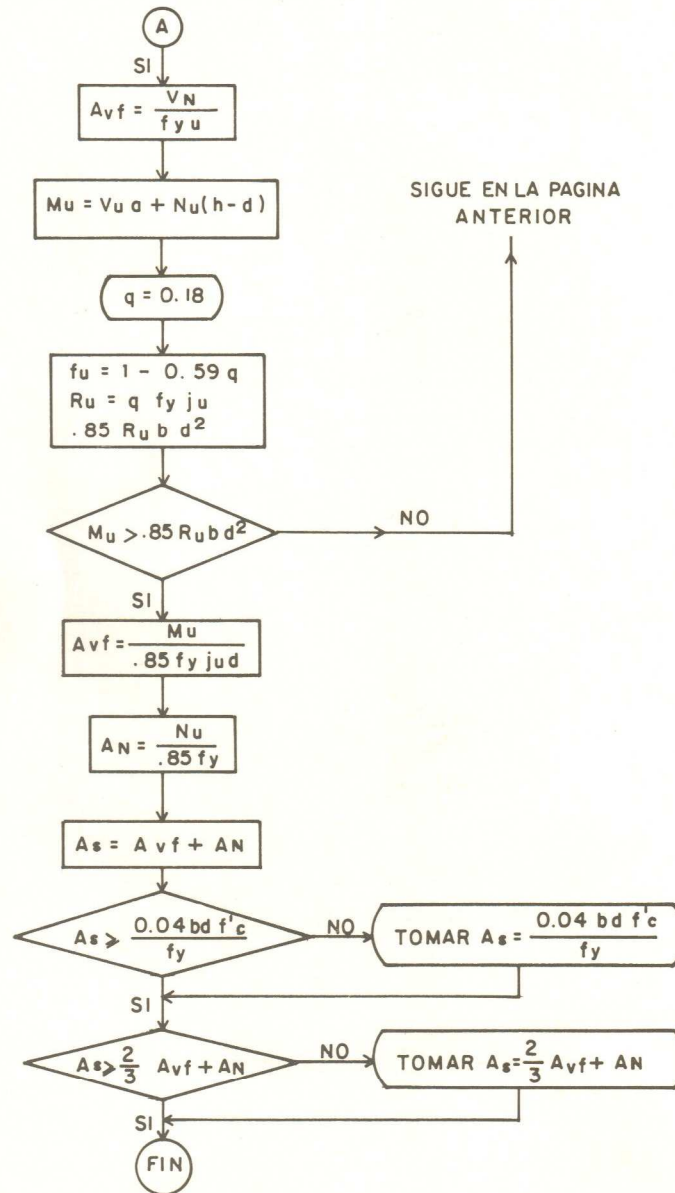 A
SI
Avf = VN / fyu
Mu = Vu a + Nu(h-d)
SIGUE EN LA PAGINA
ANTERIOR
q = 0.18
fu = 1 - 0.59 q
Ru = q fy ju
.85 Ru b d²
Mu > .85 Ru b d²
NO
SI
Avf = Mu / .85 fy jud
AN = Nu / .85 fy
As = Avf + AN
As ⩾ 0.04 bd f'c / fy
NO
TOMAR As = 0.04 bd f'c / fy
SI
As ⩾ 2/3 Avf + AN
NO
TOMAR As = 2/3 Avf + AN
SI
FIN